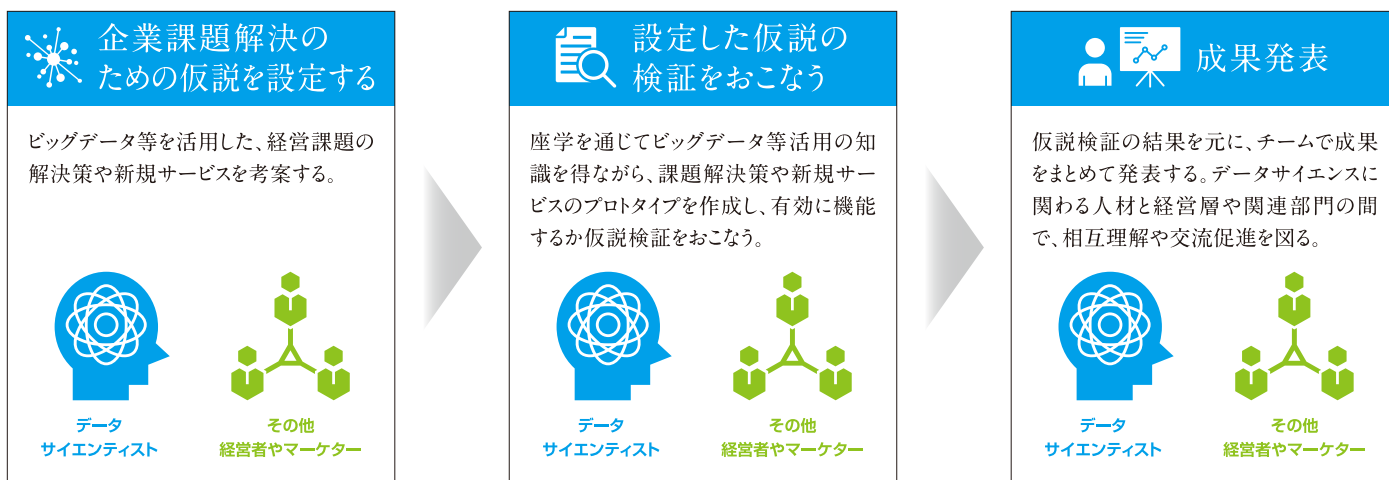 企業課題解決の
ための仮説を設定する
ビッグデータ等を活用した、経営課題の
解決策や新規サービスを考案する。
データ
サイエンティスト
その他
経営者やマーケター
設定した仮説の
検証をおこなう
座学を通じてビッグデータ等活用の知
識を得ながら、課題解決策や新規サー
ビスのプロトタイプを作成し、有効に機能
するか仮説検証をおこなう。
データ
サイエンティスト
その他
経営者やマーケター
成果発表
仮説検証の結果を元に、チームで成果
をまとめて発表する。データサイエンスに
関わる人材と経営層や関連部門の間
で、相互理解や交流促進を図る。
データ
サイエンティスト
その他
経営者やマーケター